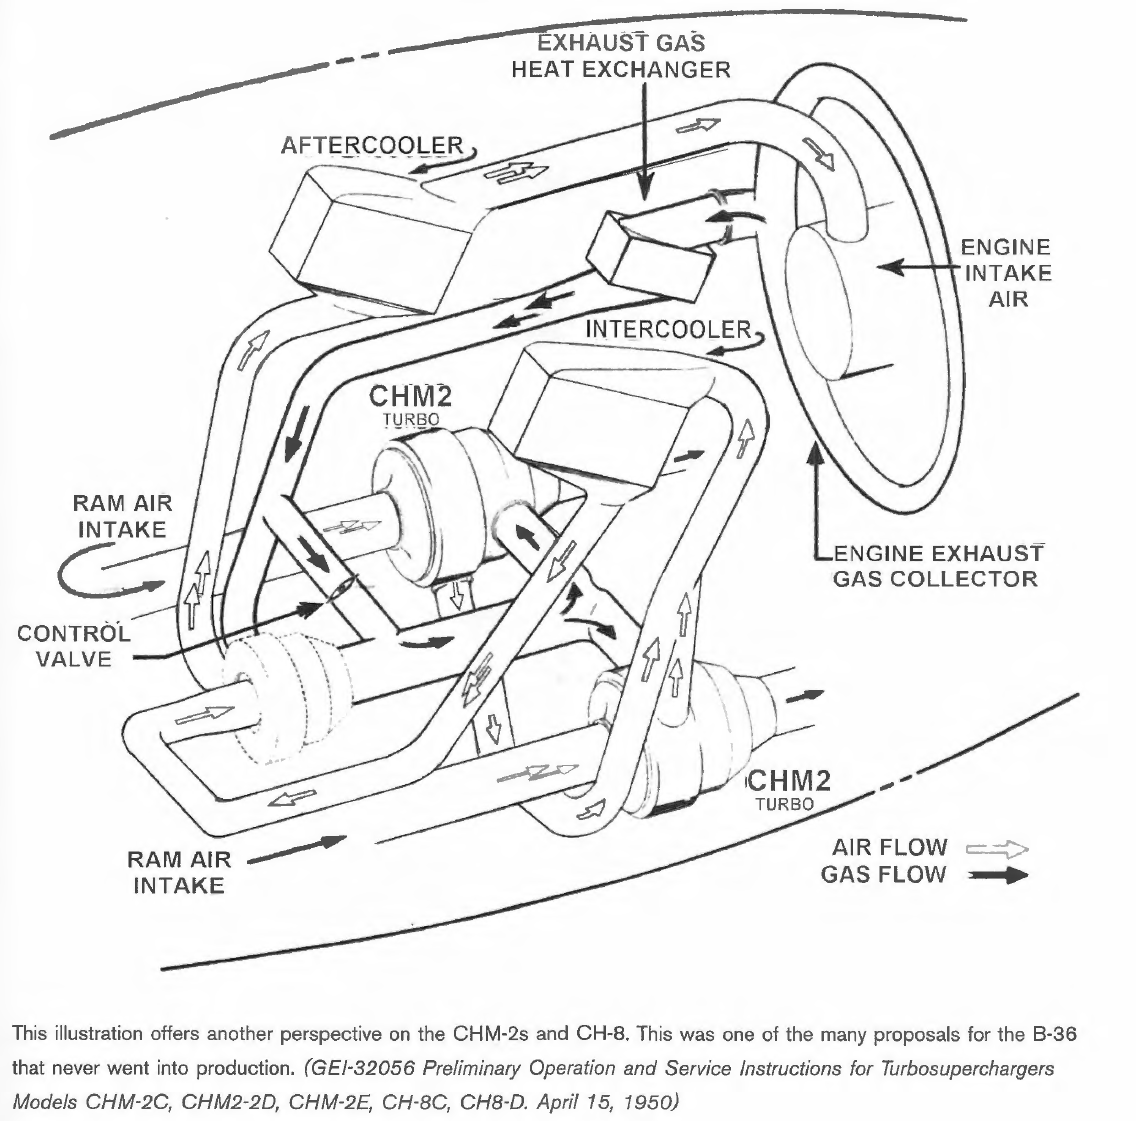 EXHAUST GAS
HEAT EXCHANGER
AFTERCOOLER
ENGINE
INTAKE
AIR
INTERCOOLER
CHM2
TURBO
RAM AIR
INTAKE
ENGINE EXHAUST
GAS COLLECTOR
CONTROL
VALVE
CHM2
TURBO
RAM AIR
INTAKE
AIR FLOW
GAS FLOW
This illustration offers another perspective on the CHM-2s and CH-8. This was one of the many proposals for the B-36
that never went into production. (GEI-32056 Preliminary Operation and Service Instructions for Turbosuperchargers
Models CHM-2C, CHM2-2D, CHM-2E, CH-8C, CH8-D. April 15, 1950)